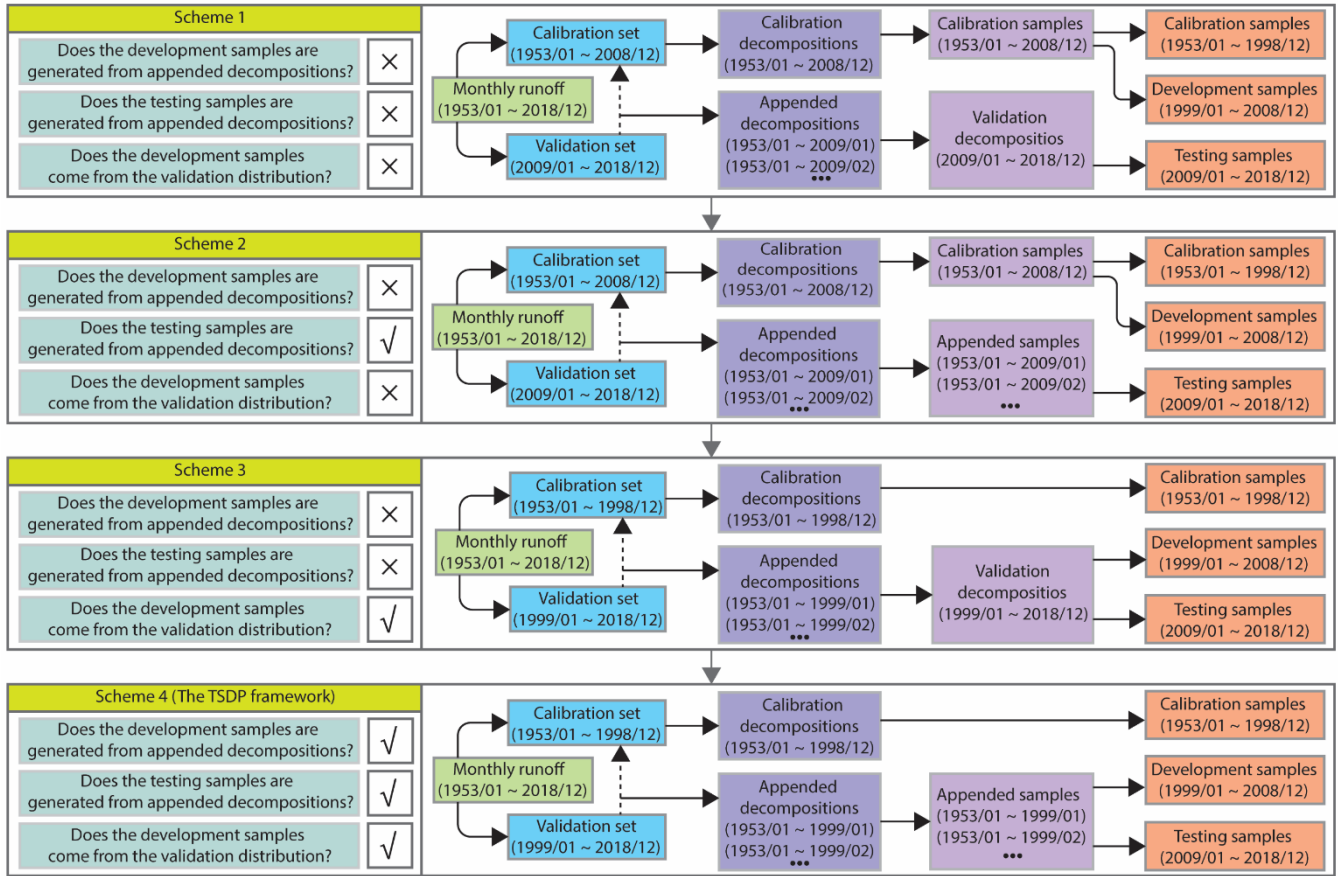 Scheme 1
Does the development samples are
generated from appended decompositions?
×
Does the testing samples are
generated from appended decompositions?
×
Does the development samples
come from the validation distribution?
×
Monthly runoff
(1953/01 ~ 2018/12)
Calibration set
(1953/01 ~ 2008/12)
Validation set
(2009/01 ~ 2018/12)
Calibration
decompositions
(1953/01 ~ 2008/12)
Appended
decompositions
(1953/01 ~ 2009/01)
(1953/01 ~ 2009/02)
•••
Calibration samples
(1953/01 ~ 2008/12)
Validation
decompositios
(2009/01 ~ 2018/12)
Calibration samples
(1953/01 ~ 1998/12)
Development samples
(1999/01 ~ 2008/12)
Testing samples
(2009/01 ~ 2018/12)
Scheme 2
Does the development samples are
generated from appended decompositions?
×
Does the testing samples are
generated from appended decompositions?
√
Does the development samples
come from the validation distribution?
×
Monthly runoff
(1953/01 ~ 2018/12)
Calibration set
(1953/01 ~ 2008/12)
Validation set
(2009/01 ~ 2018/12)
Calibration
decompositions
(1953/01 ~ 2008/12)
Appended
decompositions
(1953/01 ~ 2009/01)
(1953/01 ~ 2009/02)
•••
Calibration samples
(1953/01 ~ 2008/12)
Appended samples
(1953/01 ~ 2009/01)
(1953/01 ~ 2009/02)
•••
Calibration samples
(1953/01 ~ 1998/12)
Development samples
(1999/01 ~ 2008/12)
Testing samples
(2009/01 ~ 2018/12)
Scheme 3
Does the development samples are
generated from appended decompositions?
×
Does the testing samples are
generated from appended decompositions?
×
Does the development samples
come from the validation distribution?
√
Monthly runoff
(1953/01 ~ 2018/12)
Calibration set
(1953/01 ~ 1998/12)
Validation set
(1999/01 ~ 2018/12)
Calibration
decompositions
(1953/01 ~ 1998/12)
Appended
decompositions
(1953/01 ~ 1999/01)
(1953/01 ~ 1999/02)
•••
Validation
decompositios
(1999/01 ~ 2018/12)
Calibration samples
(1953/01 ~ 1998/12)
Development samples
(1999/01 ~ 2008/12)
Testing samples
(2009/01 ~ 2018/12)
Scheme 4 (The TSDP framework)
Does the development samples are
generated from appended decompositions?
√
Does the testing samples are
generated from appended decompositions?
√
Does the development samples
come from the validation distribution?
√
Monthly runoff
(1953/01 ~ 2018/12)
Calibration set
(1953/01 ~ 1998/12)
Validation set
(1999/01 ~ 2018/12)
Calibration
decompositions
(1953/01 ~ 1998/12)
Appended
decompositions
(1953/01 ~ 1999/01)
(1953/01 ~ 1999/02)
•••
Appended samples
(1953/01 ~ 1999/01)
(1953/01 ~ 1999/02)
•••
Calibration samples
(1953/01 ~ 1998/12)
Development samples
(1999/01 ~ 2008/12)
Testing samples
(2009/01 ~ 2018/12)